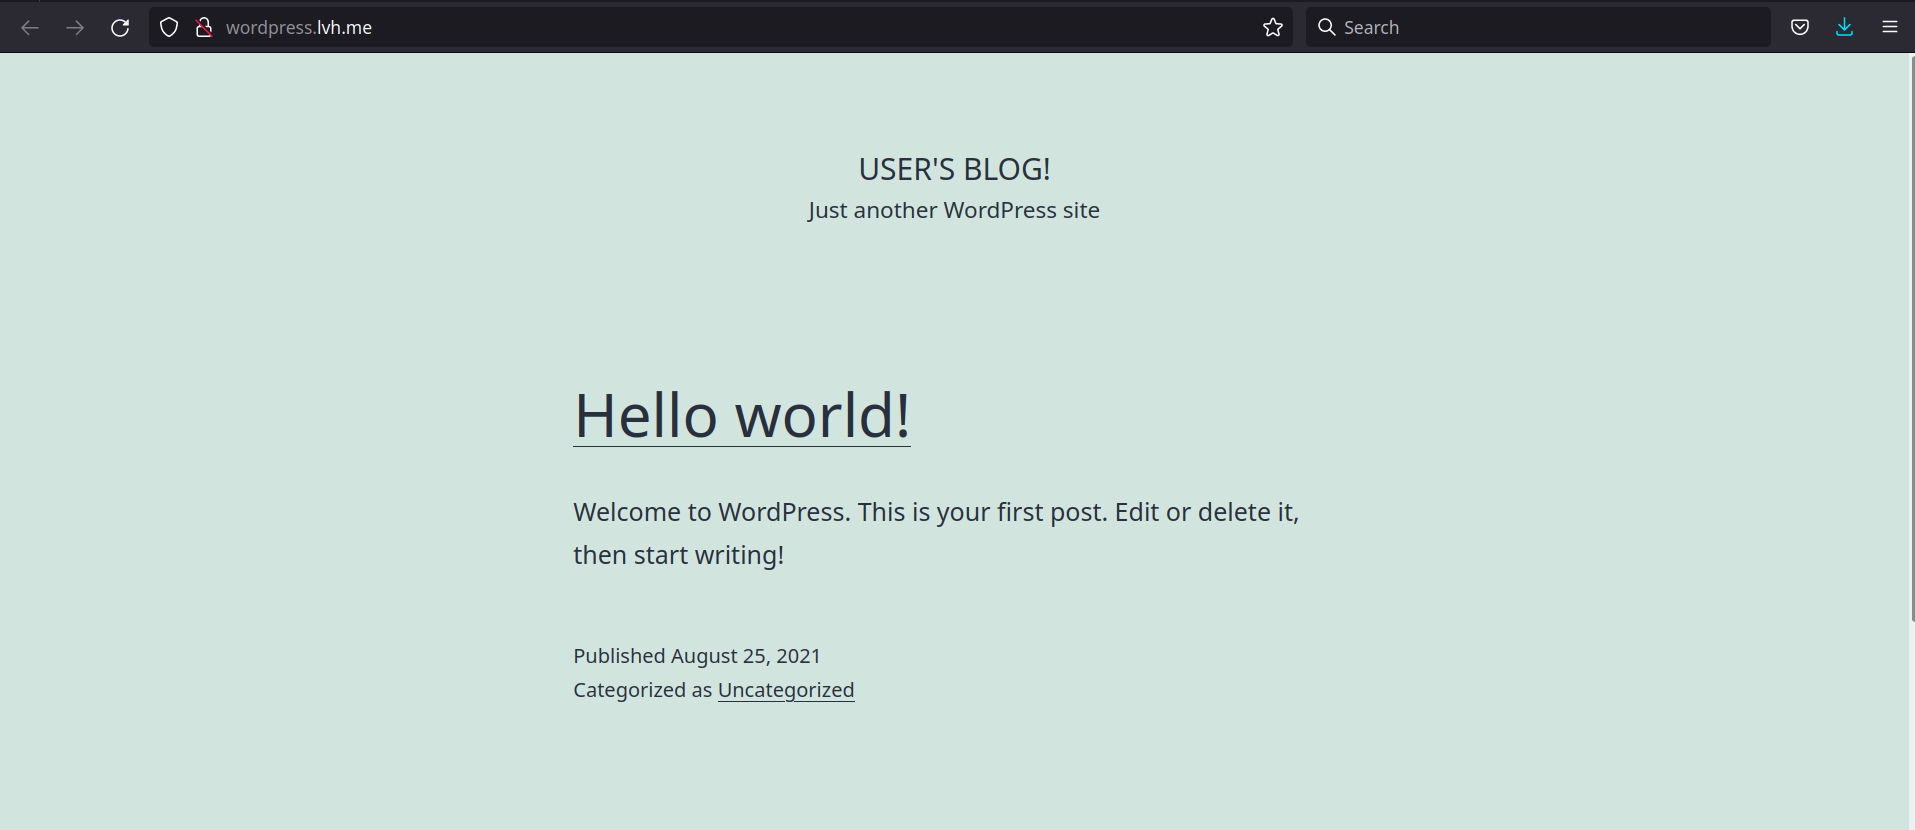 wordpress.lvh.me
Search
USER'S BLOG!
Just another WordPress site
Hello world!
Welcome to WordPress. This is your first post. Edit or delete it,
then start writing!
Published August 25, 2021
Categorized as Uncategorized